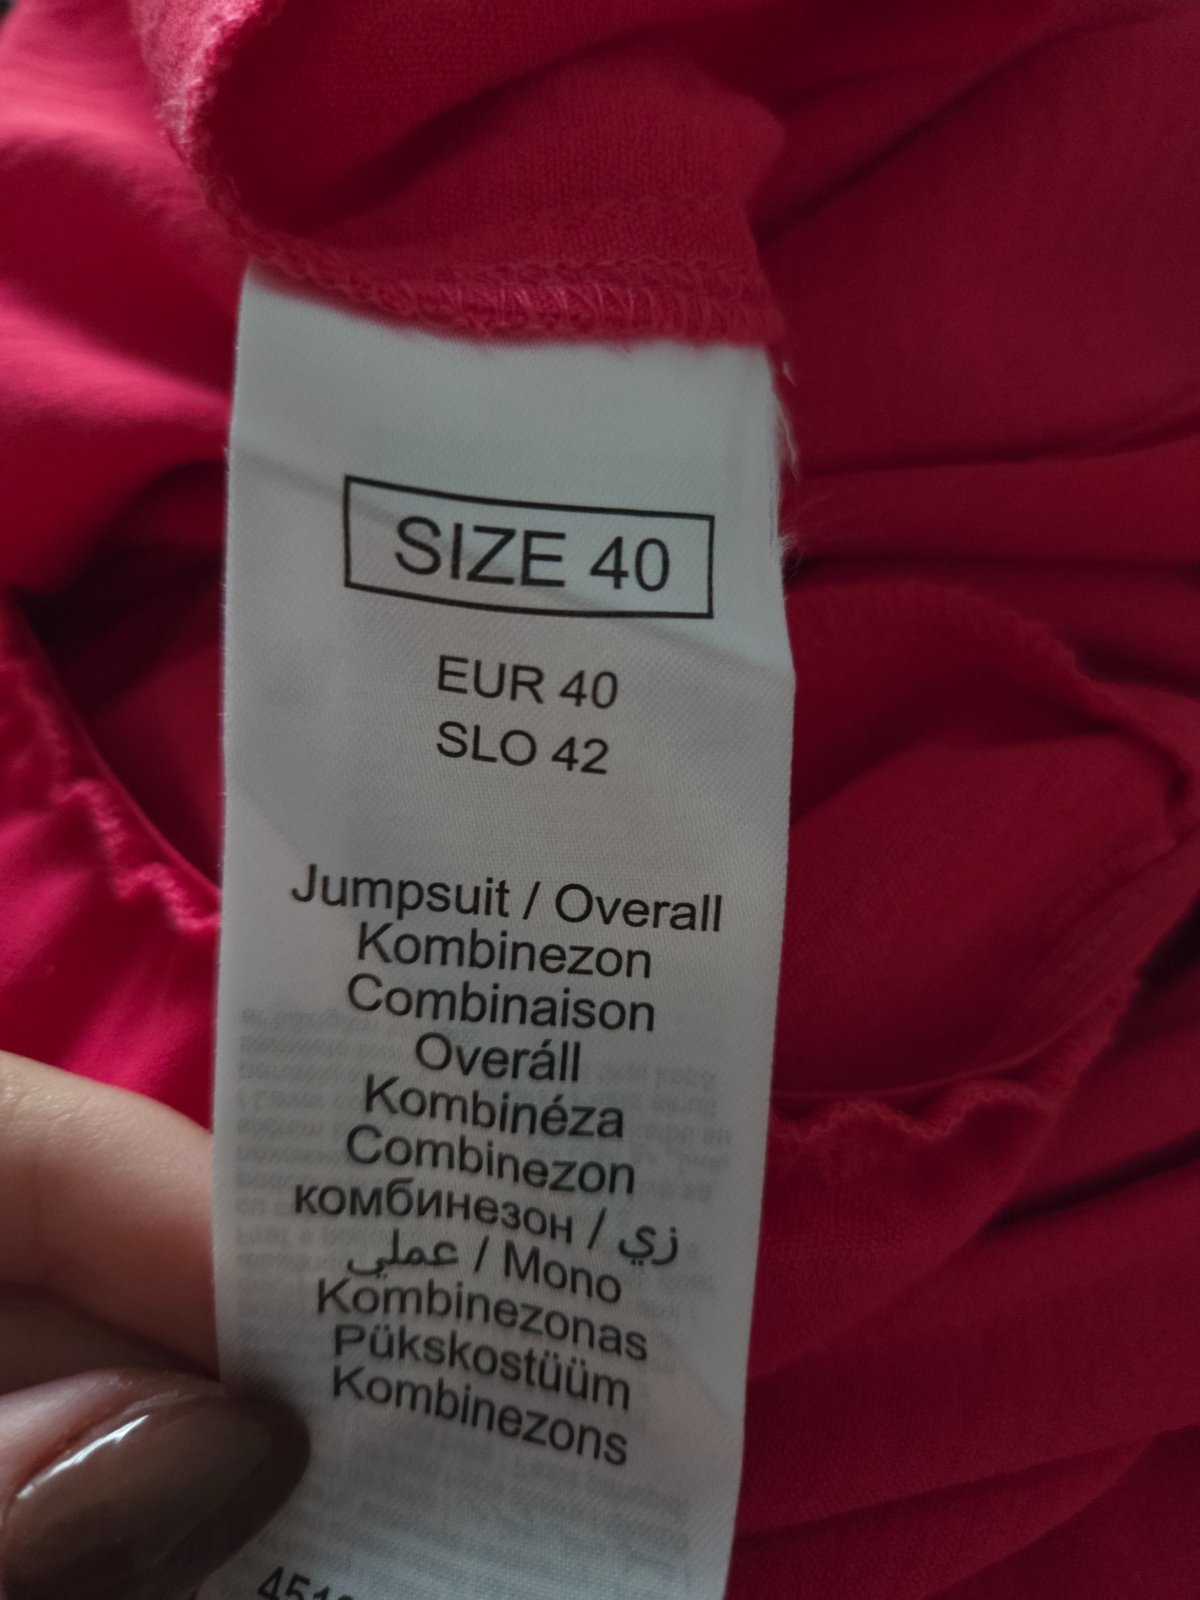 SIZE 40
EUR 40
SLO 42
Jumpsuit / Overall
Kombinezon
Combinaison
Overáll
Kombinéza
Combinezon
комбинезон / زي
عملي / Mono
Kombinezonas
Pükskostüüm
Kombinezons